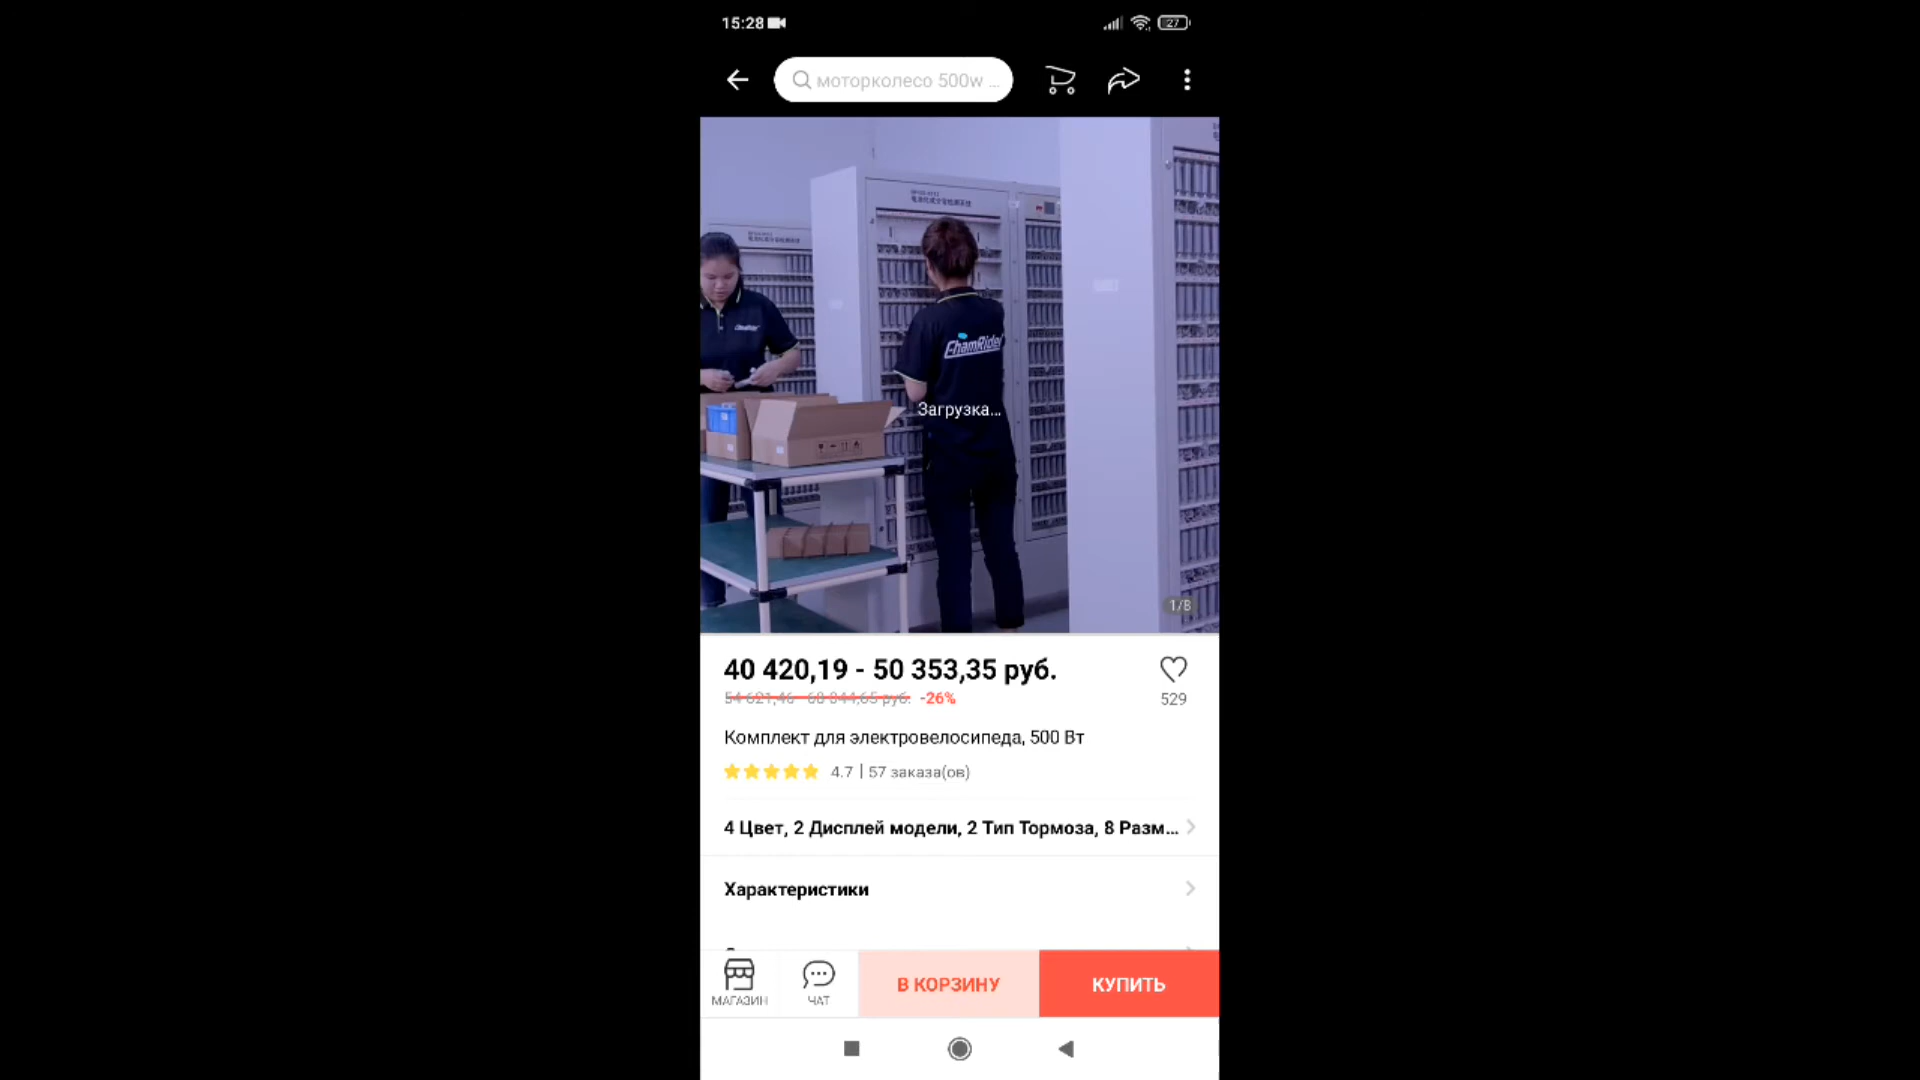 15:28
27
моторколесо 500w ...
ChamRider
Загрузка...
1/8
40 420,19 - 50 353,35 руб.
-26%
529
Комплект для электровелосипеда, 500 Вт
4.7 | 57 заказа(ов)
4 Цвет, 2 Дисплей модели, 2 Тип Тормоза, 8 Разм...
Характеристики
МАГАЗИН
ЧАТ
В КОРЗИНУ
КУПИТЬ